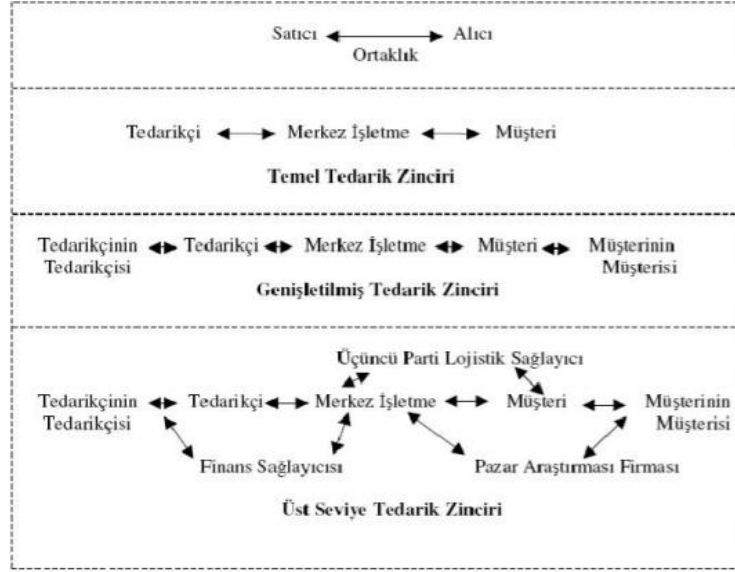 Satıcı Alıcı
Ortaklık
Tedarikçi Merkez İşletme Müşteri
Temel Tedarik Zinciri
Tedarikçinin Tedarikçi Merkez İşletme Müşteri Müşterinin
Tedarikçisi Müşterisi
Genişletilmiş Tedarik Zinciri
Üçüncü Parti Lojistik Sağlayıcı
Tedarikçinin Tedarikçi Merkez İşletme Müşteri Müşterinin
Tedarikçisi Müşterisi
Finans Sağlayıcısı Pazar Araştırması Firması
Üst Seviye Tedarik Zinciri